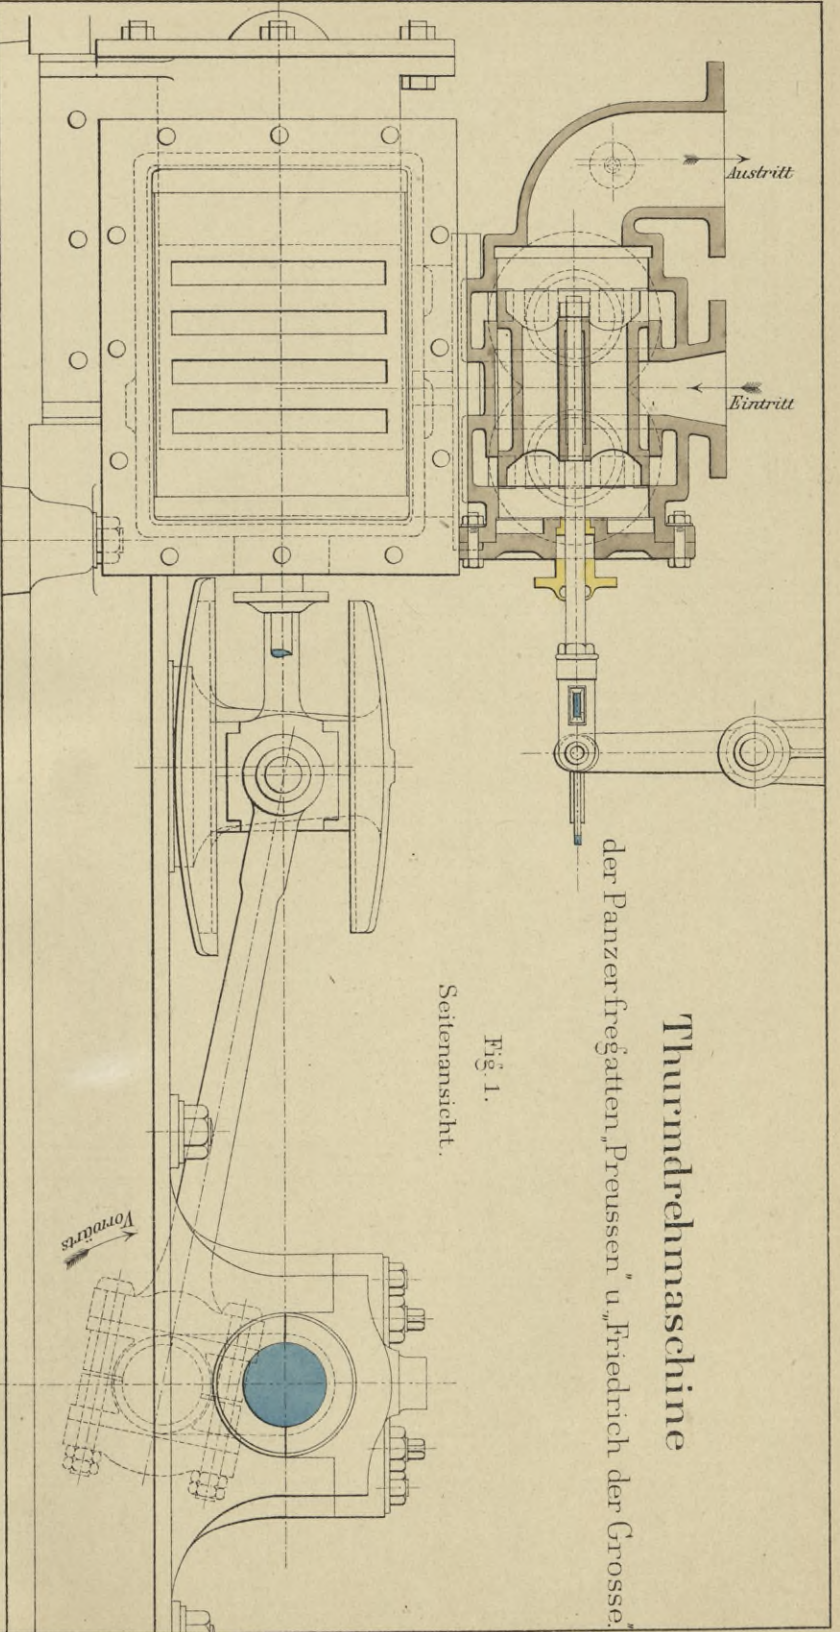 Thurmdrehmaschine
der Panzerfregatten „Preussen” u. „Friedrich der Grosse.”
Fig. 1.
Seitenansicht.
Austritt
Eintritt
Vorwärts